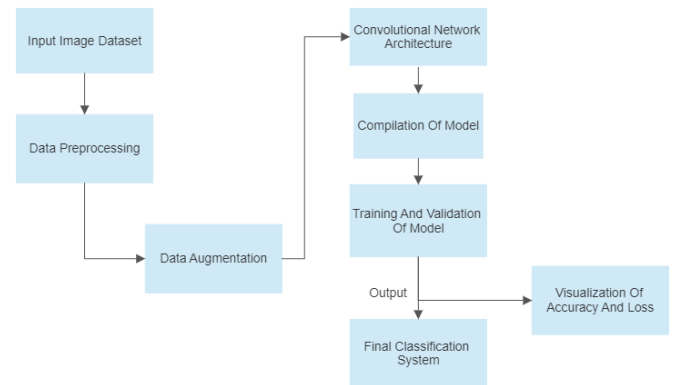 Input Image Dataset
Data Preprocessing
Data Augmentation
Convolutional Network
Architecture
Compilation Of Model
Training And Validation
Of Model
Output
Visualization Of
Accuracy And Loss
Final Classification
System